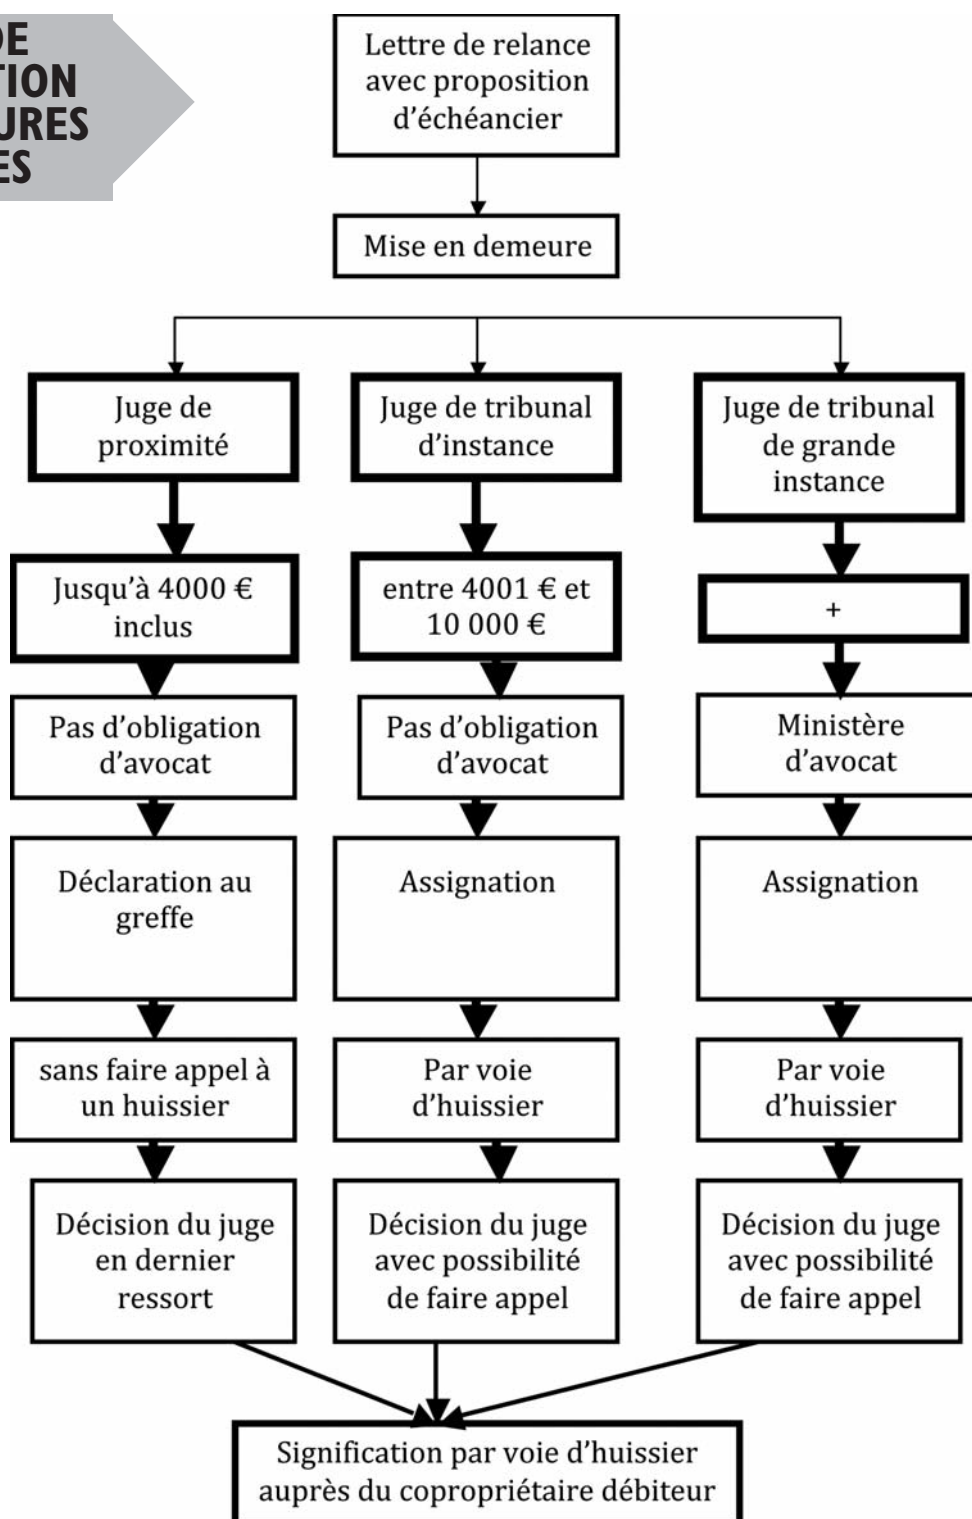 DE
TION
URES
ES
Lettre de relance
avec proposition
d’échéancier
Mise en demeure
Juge de
proximité
Juge de tribunal
d’instance
Juge de tribunal
de grande
instance
Jusqu’à 4000 €
inclus
entre 4001 € et
10 000 €
+
Pas d’obligation
d’avocat
Pas d’obligation
d’avocat
Ministère
d’avocat
Déclaration au
greffe
Assignation
Assignation
sans faire appel à
un huissier
Par voie
d’huissier
Par voie
d’huissier
Décision du juge
en dernier
ressort
Décision du juge
avec possibilité
de faire appel
Décision du juge
avec possibilité
de faire appel
Signification par voie d’huissier
auprès du copropriétaire débiteur